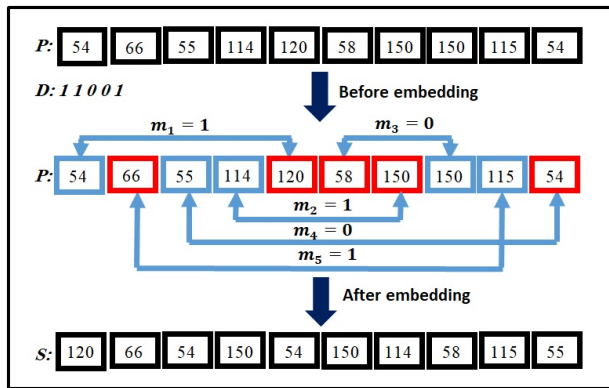 P: 54 66 55 114 120 58 150 150 115 54
D: 1 1 0 0 1
Before embedding
m₁ = 1
m₃ = 0
P: 54 66 55 114 120 58 150 150 115 54
m₂ = 1
m₄ = 0
m₅ = 1
After embedding
S: 120 66 54 150 54 150 114 58 115 55